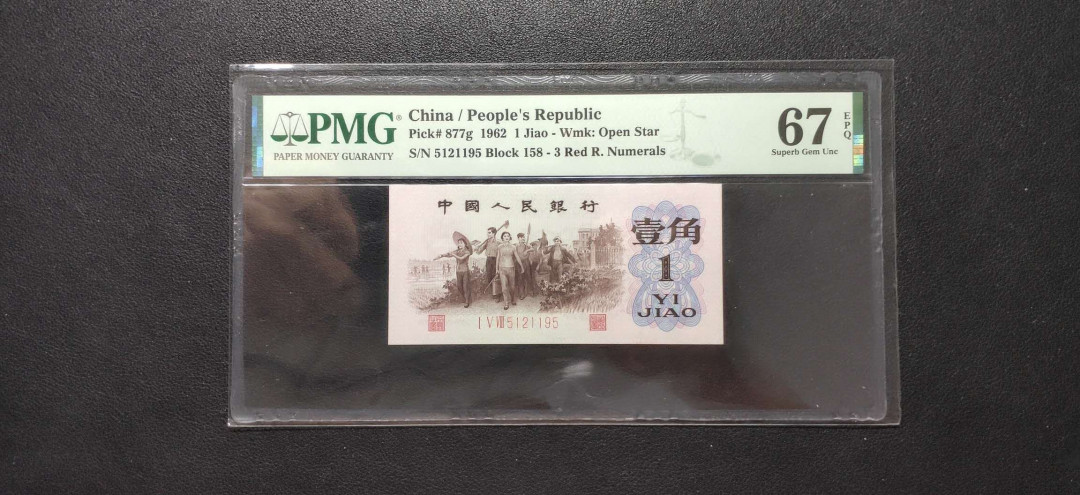 PMG®
PAPER MONEY GUARANTY
China / People's Republic
Pick# 877g 1962 1 Jiao - Wmk: Open Star
S/N 5121195 Block 158 - 3 Red R. Numerals
67 EPQ
Superb Gem Unc
中國人民銀行
壹角
1
YI
JIAO
I V VIII 5121195